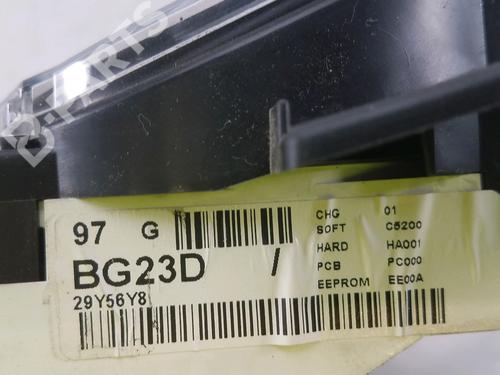 B-PARTS
97 G
CHG 01
SOFT C5200
BG23D /
HARD HA001
PCB PC000
29Y56Y8
EEPROM EE00A